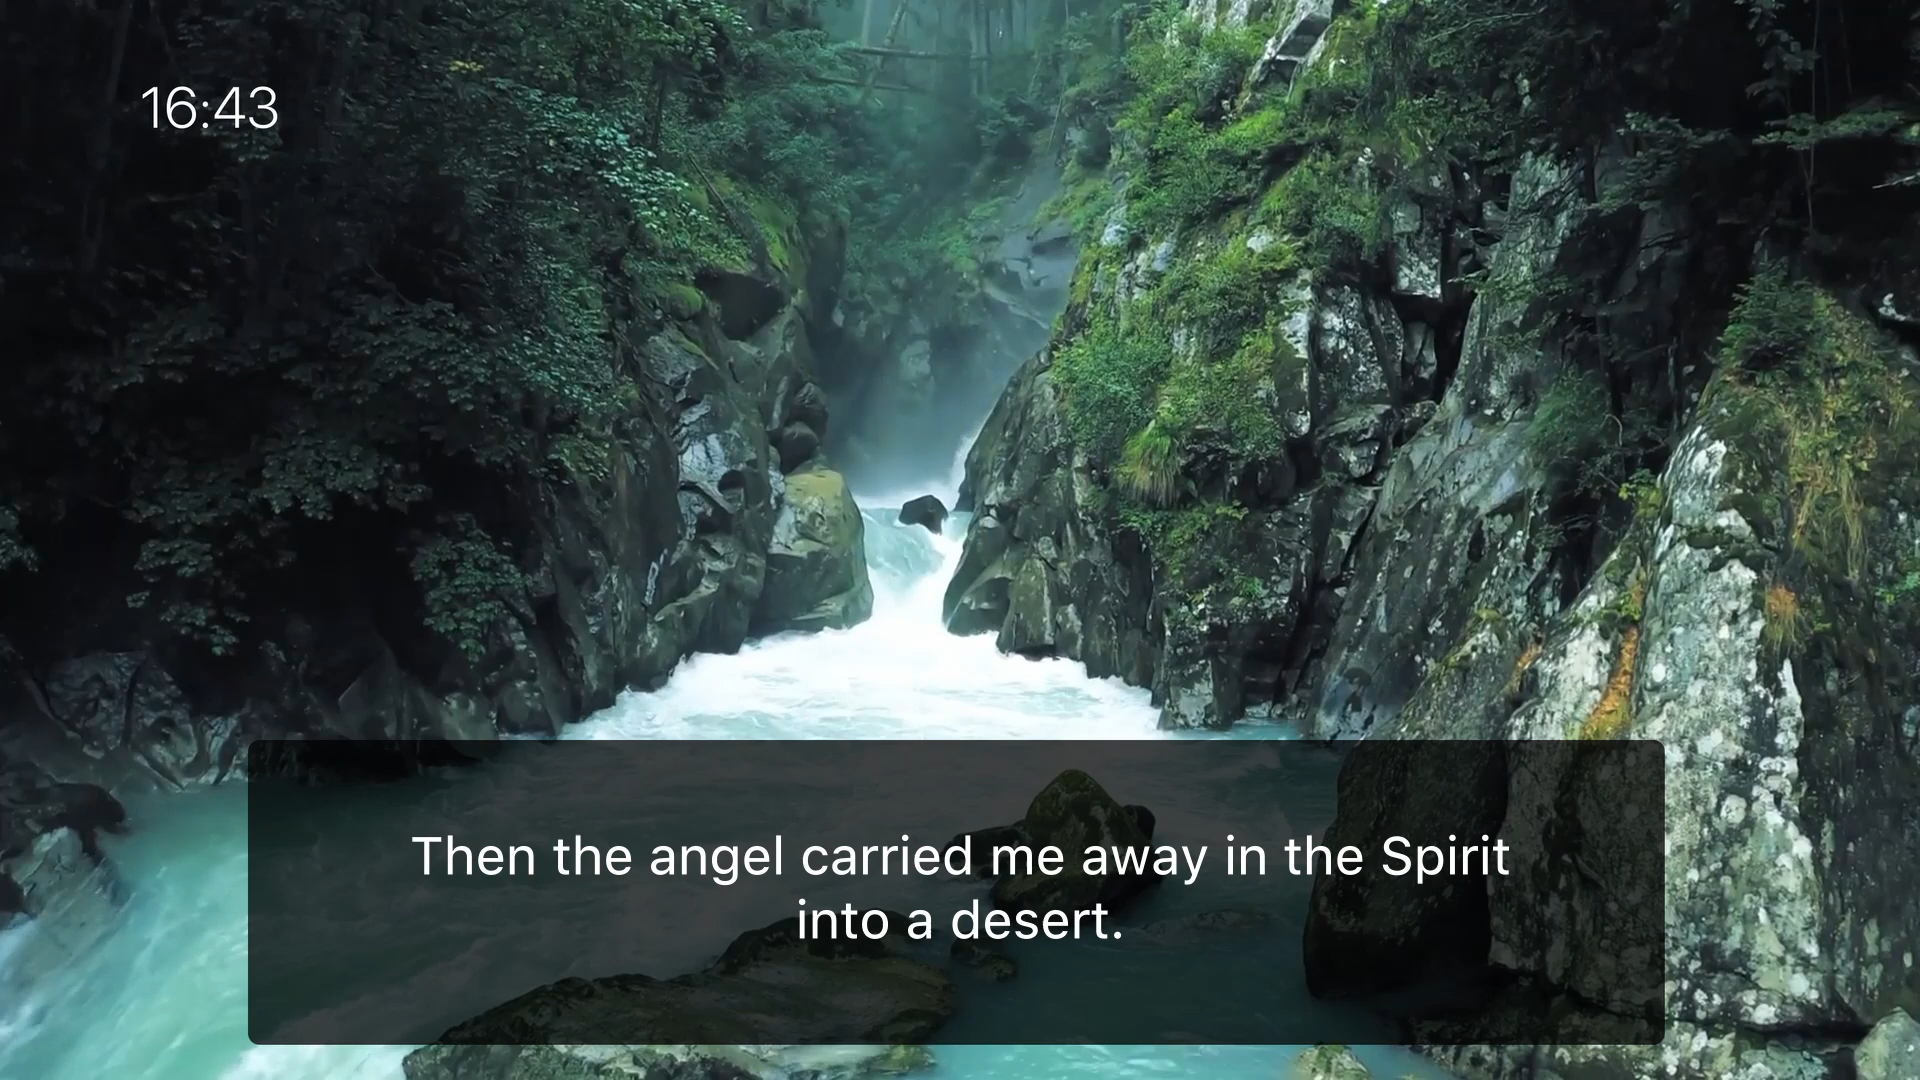 16:43
Then the angel carried me away in the Spirit
into a desert.